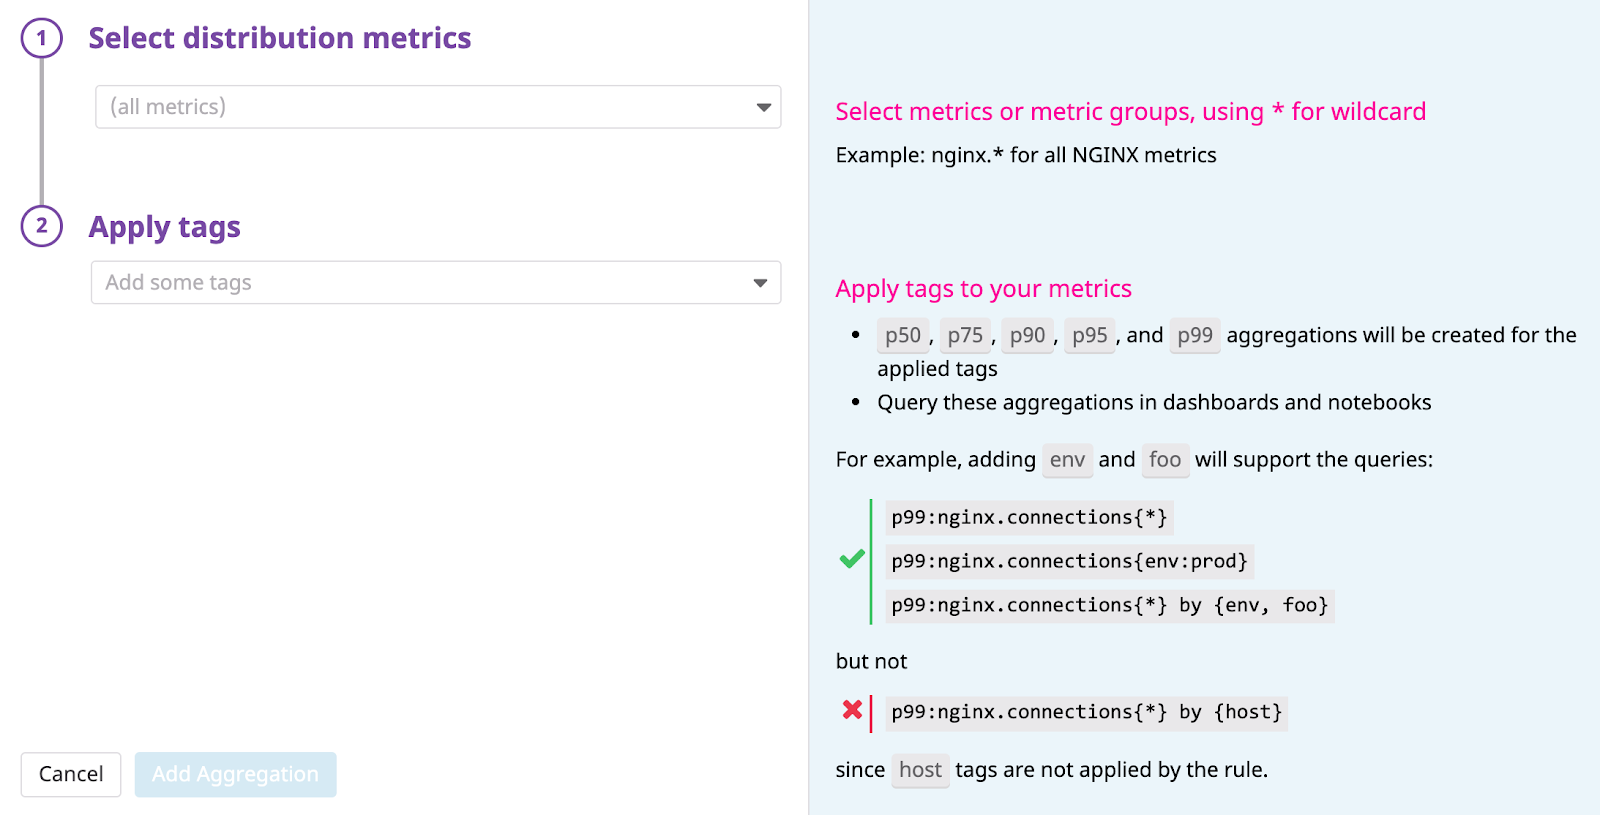 1 Select distribution metrics
(all metrics)
2 Apply tags
Add some tags
Cancel
Add Aggregation
Select metrics or metric groups, using * for wildcard
Example: nginx.* for all NGINX metrics
Apply tags to your metrics
• p50, p75, p90, p95, and p99 aggregations will be created for the
applied tags
• Query these aggregations in dashboards and notebooks
For example, adding env and foo will support the queries:
p99:nginx.connections{*}
p99:nginx.connections{env:prod}
p99:nginx.connections{*} by {env, foo}
but not
p99:nginx.connections{*} by {host}
since host tags are not applied by the rule.